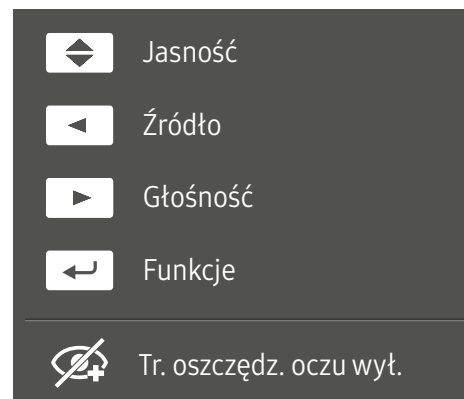 Jasność
Źródło
Głośność
Funkcje
Tr. oszczędz. oczu wył.